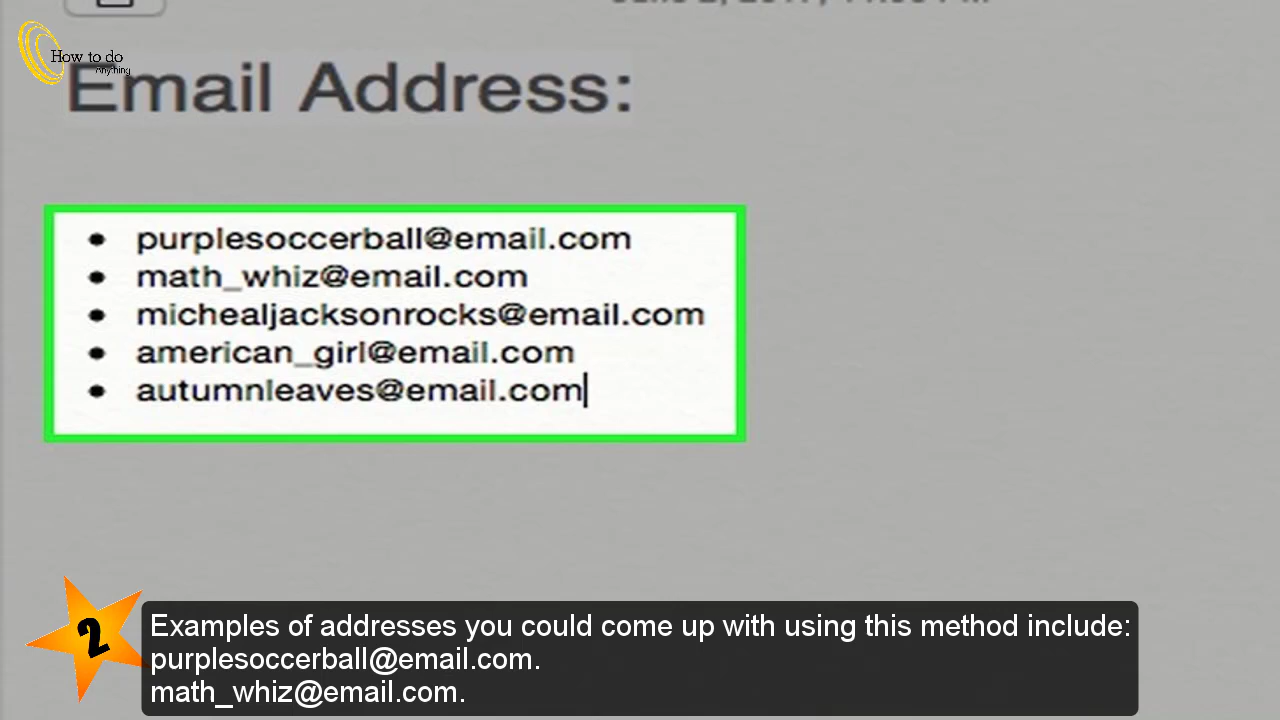 How to do
Anything
Email Address:
purplesoccerball@email.com
math_whiz@email.com
michealjacksonrocks@email.com
american_girl@email.com
autumnleaves@email.com
2
Examples of addresses you could come up with using this method include:
purplesoccerball@email.com.
math_whiz@email.com.